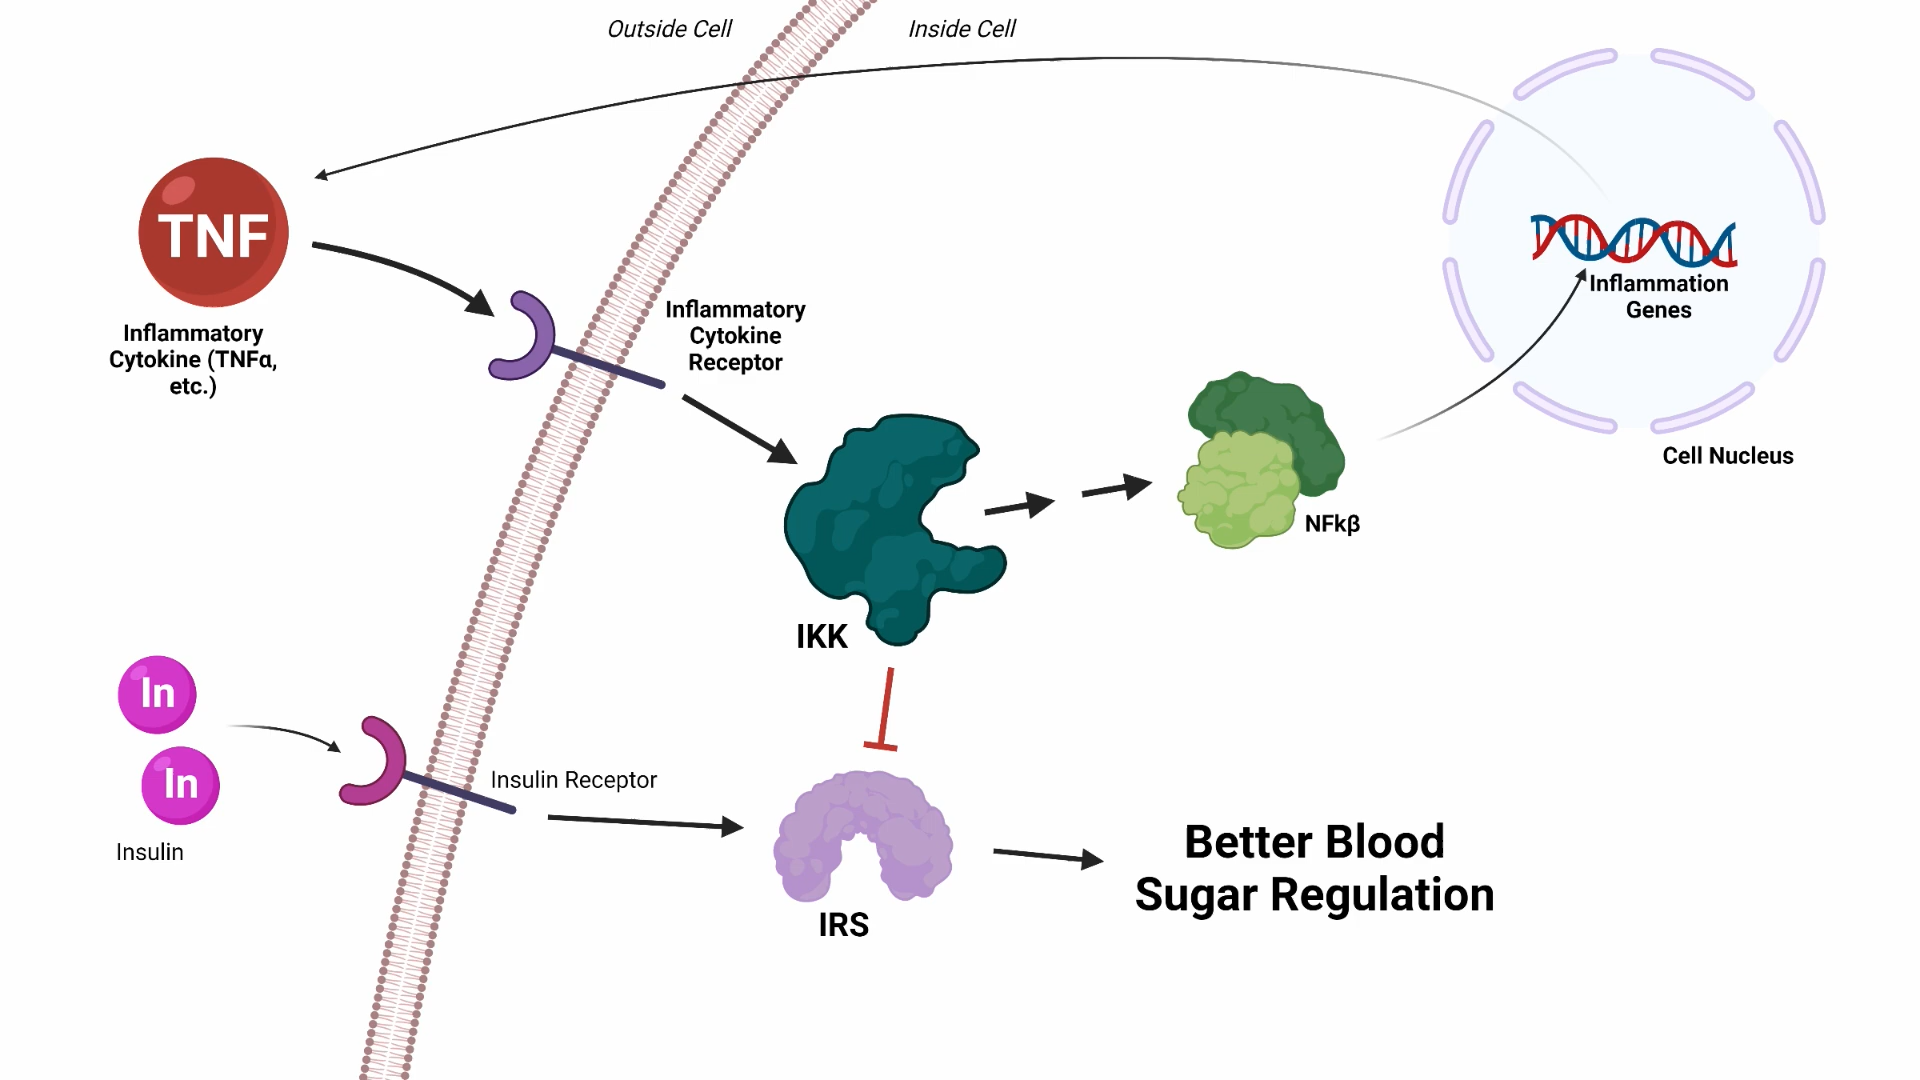 Outside Cell
Inside Cell
TNF
Inflammatory
Cytokine (TNFα,
etc.)
Inflammatory
Cytokine
Receptor
Inflammation
Genes
Cell Nucleus
NFkβ
IKK
In
In
Insulin
Insulin Receptor
IRS
Better Blood
Sugar Regulation